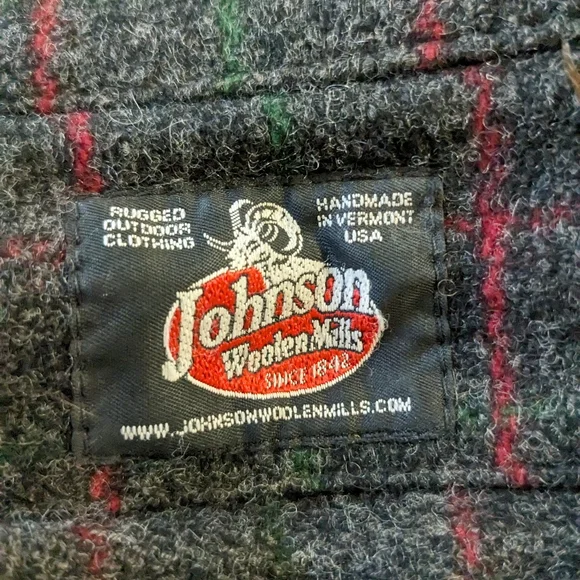 RUGGED
OUTDOOR
CLOTHING
HANDMADE
IN VERMONT
USA
Johnson
Woolen Mills
SINCE 1842
WWW.JOHNSONWOOLENMILLS.COM